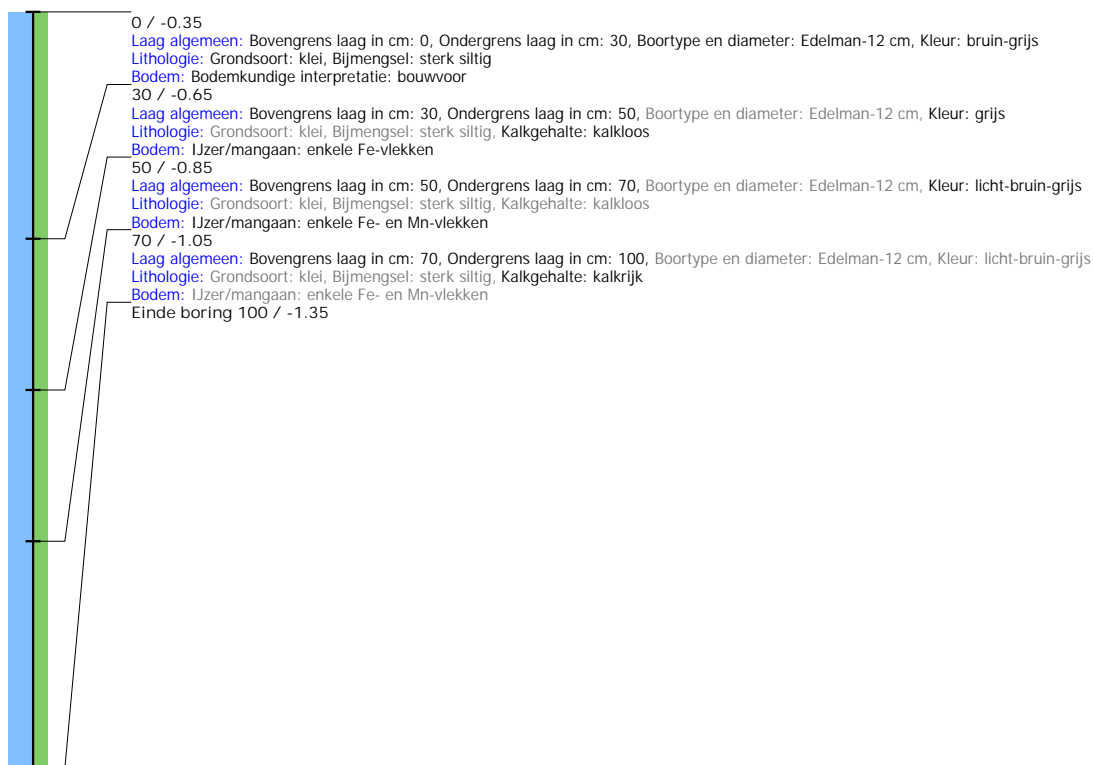 0 / -0.35
Laag algemeen: Bovengrens laag in cm: 0, Ondergrens laag in cm: 30, Boortype en diameter: Edelman-12 cm, Kleur: bruin-grijs
Lithologie: Grondsoort: klei, Bijmengsel: sterk siltig
Bodem: Bodemkundige interpretatie: bouwvoor
30 / -0.65
Laag algemeen: Bovengrens laag in cm: 30, Ondergrens laag in cm: 50, Boortype en diameter: Edelman-12 cm, Kleur: grijs
Lithologie: Grondsoort: klei, Bijmengsel: sterk siltig, Kalkgehalte: kalkloos
Bodem: IJzer/mangaan: enkele Fe-vlekken
50 / -0.85
Laag algemeen: Bovengrens laag in cm: 50, Ondergrens laag in cm: 70, Boortype en diameter: Edelman-12 cm, Kleur: licht-bruin-grijs
Lithologie: Grondsoort: klei, Bijmengsel: sterk siltig, Kalkgehalte: kalkloos
Bodem: IJzer/mangaan: enkele Fe- en Mn-vlekken
70 / -1.05
Laag algemeen: Bovengrens laag in cm: 70, Ondergrens laag in cm: 100, Boortype en diameter: Edelman-12 cm, Kleur: licht-bruin-grijs
Lithologie: Grondsoort: klei, Bijmengsel: sterk siltig, Kalkgehalte: kalkrijk
Bodem: IJzer/mangaan: enkele Fe- en Mn-vlekken
Einde boring 100 / -1.35